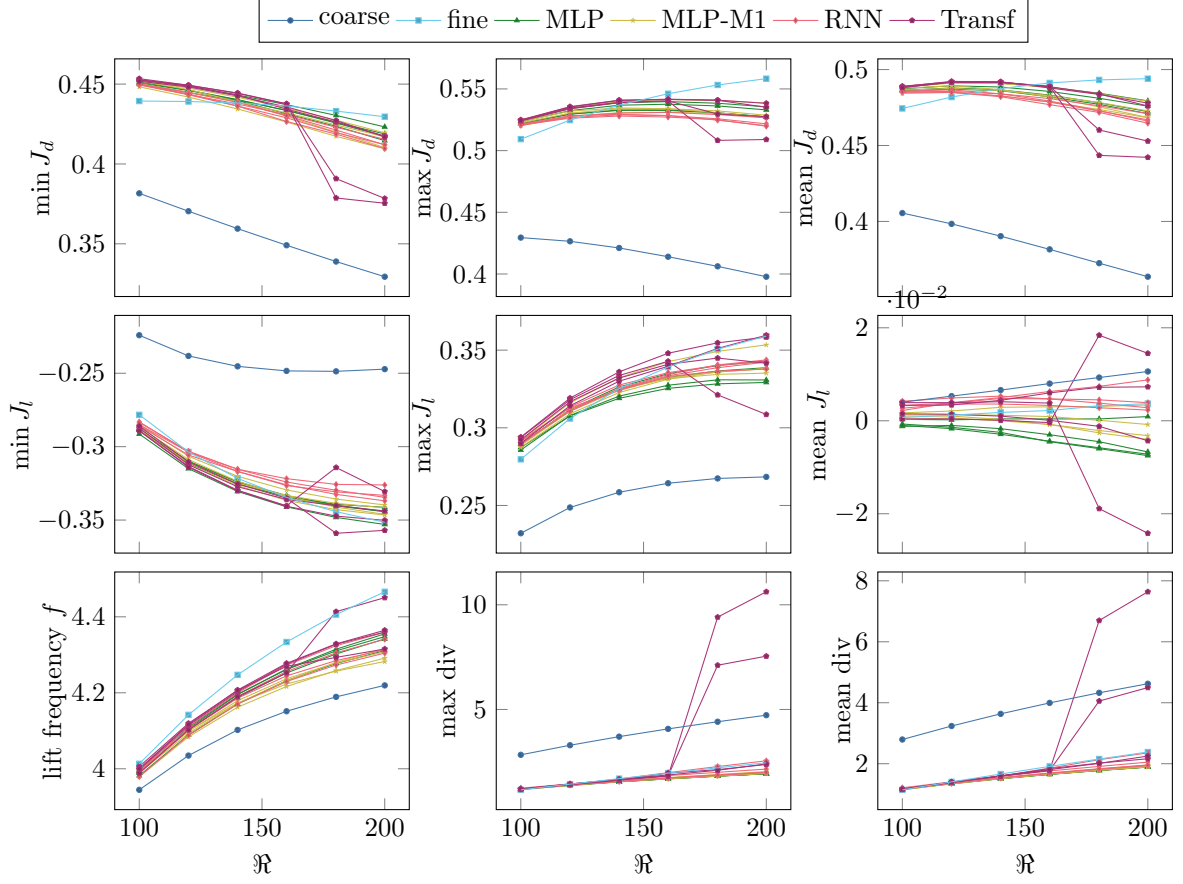 coarse fine MLP MLP-M1 RNN Transf
0.45
0.4
0.35
min J_d
0.55
0.5
0.45
0.4
max J_d
0.5
0.45
0.4
mean J_d
−0.25
−0.3
−0.35
min J_l
0.35
0.3
0.25
max J_l
·10⁻²
2
0
−2
mean J_l
4.4
4.2
4
lift frequency f
100 150 200
ℜ
10
5
max div
100 150 200
ℜ
8
6
4
2
mean div
100 150 200
ℜ